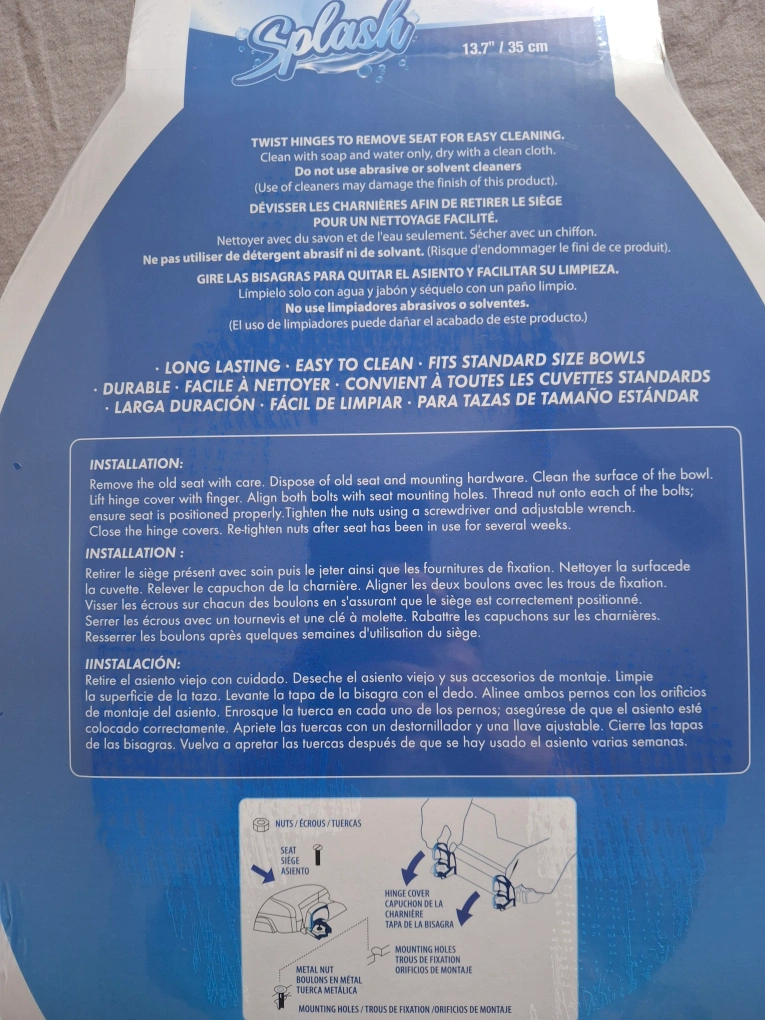 Splash
13.7" / 35 cm
TWIST HINGES TO REMOVE SEAT FOR EASY CLEANING.
Clean with soap and water only, dry with a clean cloth.
Do not use abrasive or solvent cleaners
(Use of cleaners may damage the finish of this product).
DÉVISSER LES CHARNIÈRES AFIN DE RETIRER LE SIÈGE
POUR UN NETTOYAGE FACILITÉ.
Nettoyer avec du savon et de l'eau seulement. Sécher avec un chiffon.
Ne pas utiliser de détergent abrasif ni de solvant. (Risque d'endommager le fini de ce produit).
GIRE LAS BISAGRAS PARA QUITAR EL ASIENTO Y FACILITAR SU LIMPIEZA.
Límpielo solo con agua y jabón y séquelo con un paño limpio.
No use limpiadores abrasivos o solventes.
(El uso de limpiadores puede dañar el acabado de este producto.)
· LONG LASTING · EASY TO CLEAN · FITS STANDARD SIZE BOWLS
· DURABLE · FACILE À NETTOYER · CONVIENT À TOUTES LES CUVETTES STANDARDS
· LARGA DURACIÓN · FÁCIL DE LIMPIAR · PARA TAZAS DE TAMAÑO ESTÁNDAR
INSTALLATION:
Remove the old seat with care. Dispose of old seat and mounting hardware. Clean the surface of the bowl.
Lift hinge cover with finger. Align both bolts with seat mounting holes. Thread nut onto each of the bolts;
ensure seat is positioned properly.Tighten the nuts using a screwdriver and adjustable wrench.
Close the hinge covers. Re-tighten nuts after seat has been in use for several weeks.
INSTALLATION :
Retirer le siège présent avec soin puis le jeter ainsi que les fournitures de fixation. Nettoyer la surfacede
la cuvette. Relever le capuchon de la charnière. Aligner les deux boulons avec les trous de fixation.
Visser les écrous sur chacun des boulons en s'assurant que le siège est correctement positionné.
Serrer les écrous avec un tournevis et une clé à molette. Rabattre les capuchons sur les charnières.
Resserrer les boulons après quelques semaines d'utilisation du siège.
IINSTALACIÓN:
Retire el asiento viejo con cuidado. Deseche el asiento viejo y sus accesorios de montaje. Limpie
la superficie de la taza. Levante la tapa de la bisagra con el dedo. Alinee ambos pernos con los orificios
de montaje del asiento. Enrosque la tuerca en cada uno de los pernos; asegúrese de que el asiento esté
colocado correctamente. Apriete las tuercas con un destornillador y una llave ajustable. Cierre las tapas
de las bisagras. Vuelva a apretar las tuercas después de que se hay usado el asiento varias semanas.
NUTS / ÉCROUS / TUERCAS
SEAT
SIÈGE
ASIENTO
HINGE COVER
CAPUCHON DE LA
CHARNIÈRE
TAPA DE LA BISAGRA
MOUNTING HOLES
TROUS DE FIXATION
ORIFICIOS DE MONTAJE
METAL NUT
BOULONS EN MÉTAL
TUERCA METÁLICA
MOUNTING HOLES / TROUS DE FIXATION /ORIFICIOS DE MONTAJE